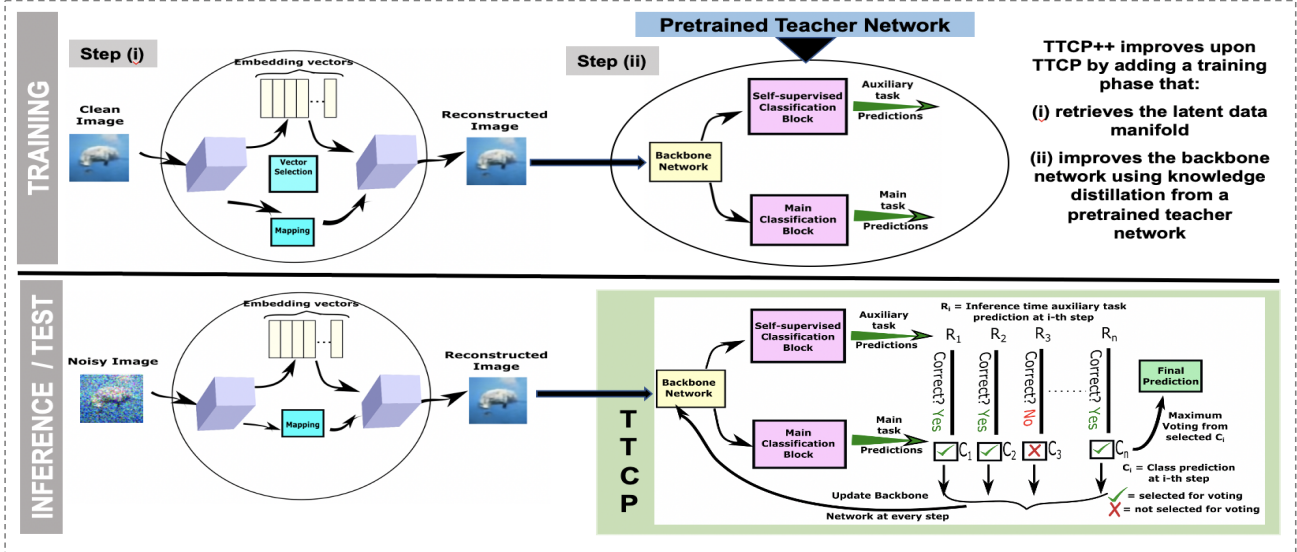 TRAINING
Step (i)
Embedding vectors
Clean
Image
Vector
Selection
Mapping
Reconstructed
Image
Pretrained Teacher Network
Step (ii)
Backbone
Network
Self-supervised
Classification
Block
Auxiliary
task
Predictions
Main
Classification
Block
Main
task
Predictions
TTCP++ improves upon
TTCP by adding a training
phase that:
(i) retrieves the latent data
manifold
(ii) improves the backbone
network using knowledge
distillation from a
pretrained teacher
network
INFERENCE / TEST
Embedding vectors
Noisy Image
Mapping
Reconstructed
Image
TTCP
Backbone
Network
Self-supervised
Classification
Block
Auxiliary
task
Predictions
Main
Classification
Block
Main
task
Predictions
Rᵢ = Inference time auxiliary task
prediction at i-th step
R₁ R₂ R₃ Rₙ
Correct? Yes
Correct? Yes
Correct? No
Correct? Yes
C₁ C₂ C₃ Cₙ
Final
Prediction
Maximum
Voting from
selected Cᵢ
Cᵢ = Class prediction
at i-th step
= selected for voting
= not selected for voting
Update Backbone
Network at every step